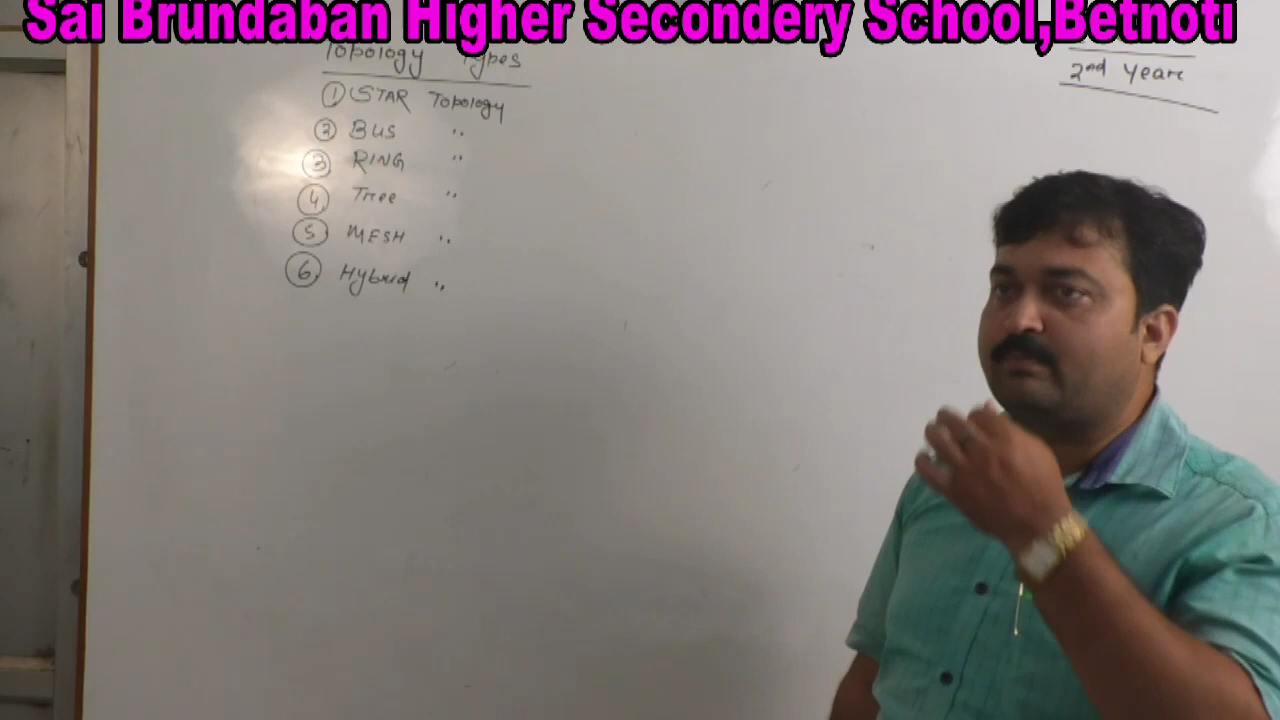 Sai Brundaban Higher Secondery School,Betnoti
Topology Types
2nd Year
① STAR Topology
② BUS "
③ RING "
④ Tree "
⑤ MESH "
⑥ Hybrid "